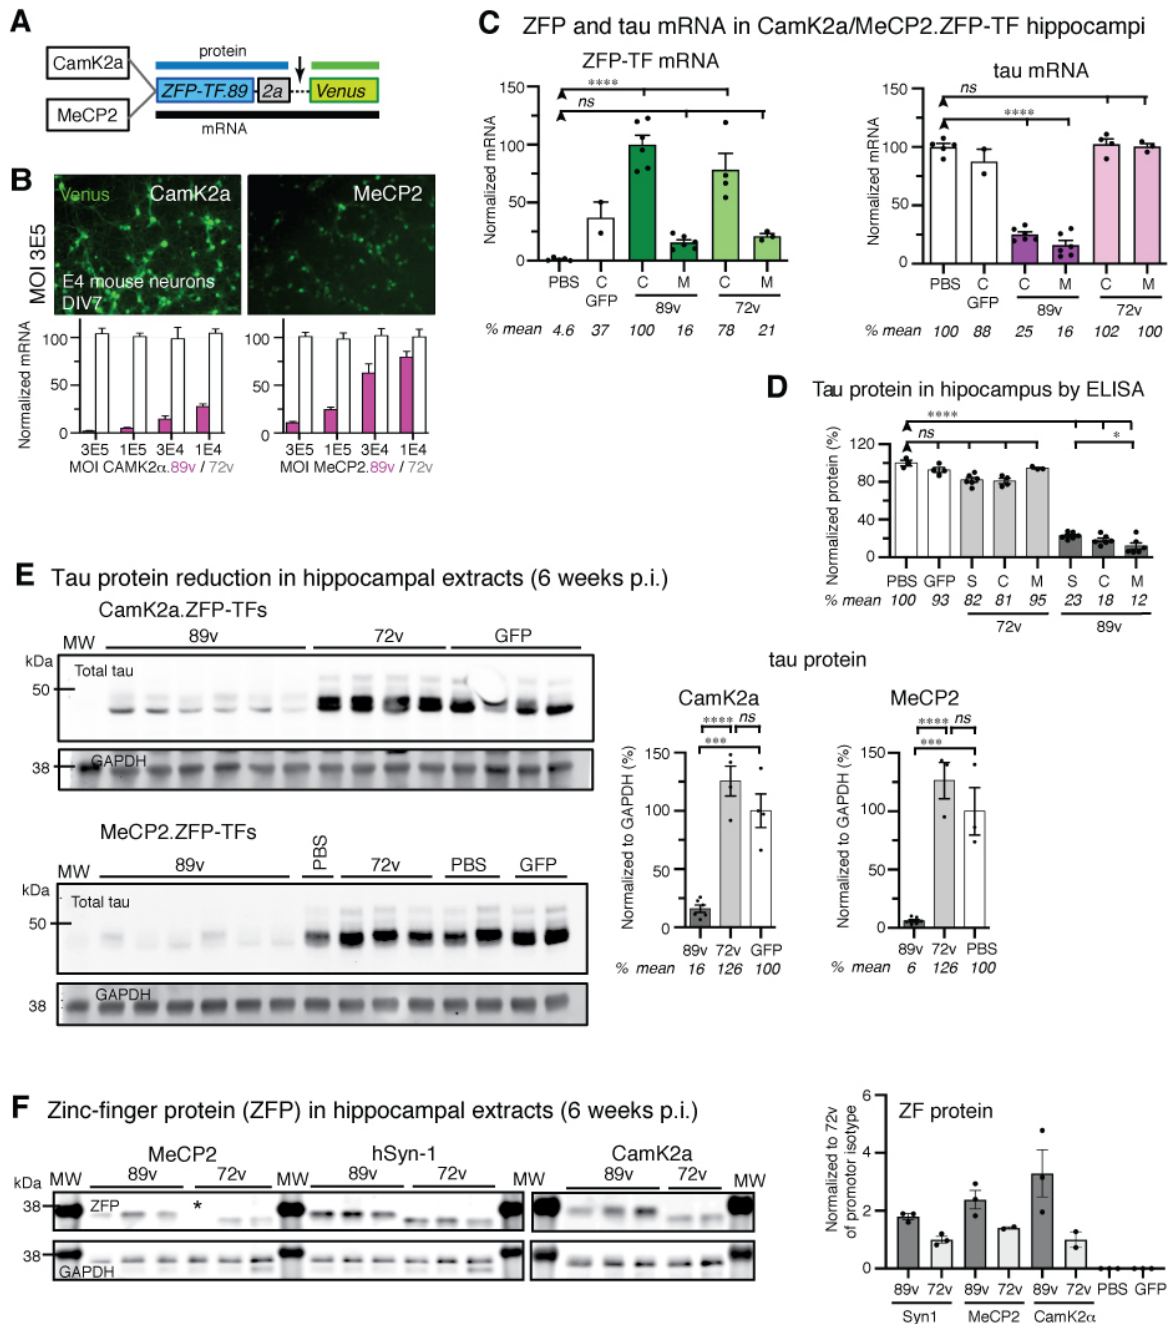 A
CamK2a
MeCP2
protein
ZFP-TF.89
2a
Venus
mRNA
B
Venus
CamK2a
MeCP2
MOI 3E5
E4 mouse neurons
DIV7
Normalized mRNA
100
50
0
3E5 1E5 3E4 1E4
MOI CAMK2α.89v / 72v
100
50
0
3E5 1E5 3E4 1E4
MOI MeCP2.89v / 72v
C ZFP and tau mRNA in CamK2a/MeCP2.ZFP-TF hippocampi
ZFP-TF mRNA
****
ns
Normalized mRNA
150
100
50
0
PBS C C M C M
GFP 89v 72v
% mean 4.6 37 100 16 78 21
tau mRNA
ns
****
Normalized mRNA
150
100
50
0
PBS C C M C M
GFP 89v 72v
% mean 100 88 25 16 102 100
D Tau protein in hipocampus by ELISA
****
ns
*
Normalized protein (%)
120
80
40
0
PBS GFP S C M S C M
% mean 100 93 82 81 95 23 18 12
72v 89v
E Tau protein reduction in hippocampal extracts (6 weeks p.i.)
CamK2a.ZFP-TFs
MW 89v 72v GFP
kDa
Total tau
50
GAPDH
38
MeCP2.ZFP-TFs
MW 89v PBS 72v PBS GFP
kDa
Total tau
50
GAPDH
38
tau protein
CamK2a
**** ns
***
Normalized to GAPDH (%)
150
100
50
0
89v 72v GFP
% mean 16 126 100
MeCP2
**** ns
***
Normalized to GAPDH (%)
150
100
50
0
89v 72v PBS
% mean 6 126 100
F Zinc-finger protein (ZFP) in hippocampal extracts (6 weeks p.i.)
MeCP2 hSyn-1 CamK2a
kDa MW 89v 72v MW 89v 72v MW 89v 72v MW
38
ZFP *
38
GAPDH
ZF protein
Normalized to 72v
of promotor isotype
6
4
2
0
89v 72v 89v 72v 89v 72v PBS GFP
Syn1 MeCP2 CamK2α